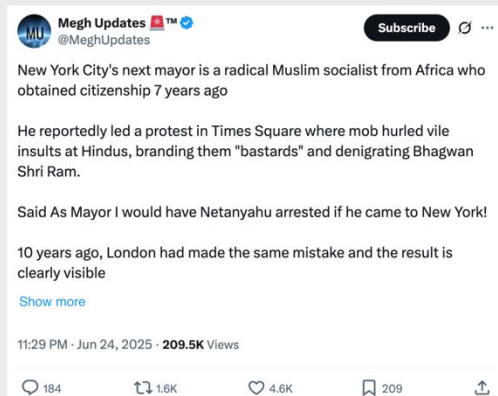 Megh Updates 🚨™
@MeghUpdates
Subscribe
MU
New York City's next mayor is a radical Muslim socialist from Africa who
obtained citizenship 7 years ago
He reportedly led a protest in Times Square where mob hurled vile
insults at Hindus, branding them "bastards" and denigrating Bhagwan
Shri Ram.
Said As Mayor I would have Netanyahu arrested if he came to New York!
10 years ago, London had made the same mistake and the result is
clearly visible
Show more
11:29 PM · Jun 24, 2025 · 209.5K Views
184
1.6K
4.6K
209